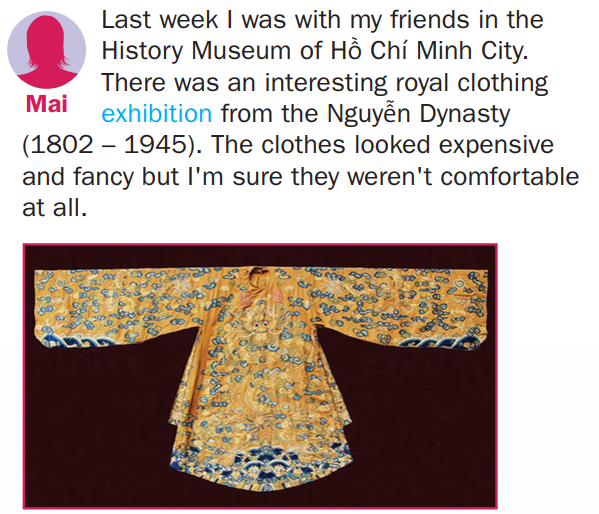 Last week I was with my friends in the
History Museum of Hồ Chí Minh City.
There was an interesting royal clothing
Mai
exhibition from the Nguyễn Dynasty
(1802 – 1945). The clothes looked expensive
and fancy but I'm sure they weren't comfortable
at all.